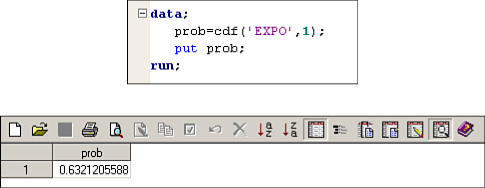 data;
prob=cdf('EXPO',1);
put prob;
run;
prob
1 0.6321205588